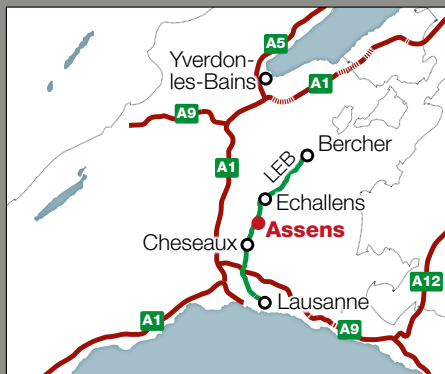 A5
Yverdon-
les-Bains
A1
A9
Bercher
LEB
A1
Echallens
Assens
Cheseaux
A12
Lausanne
A1
A9